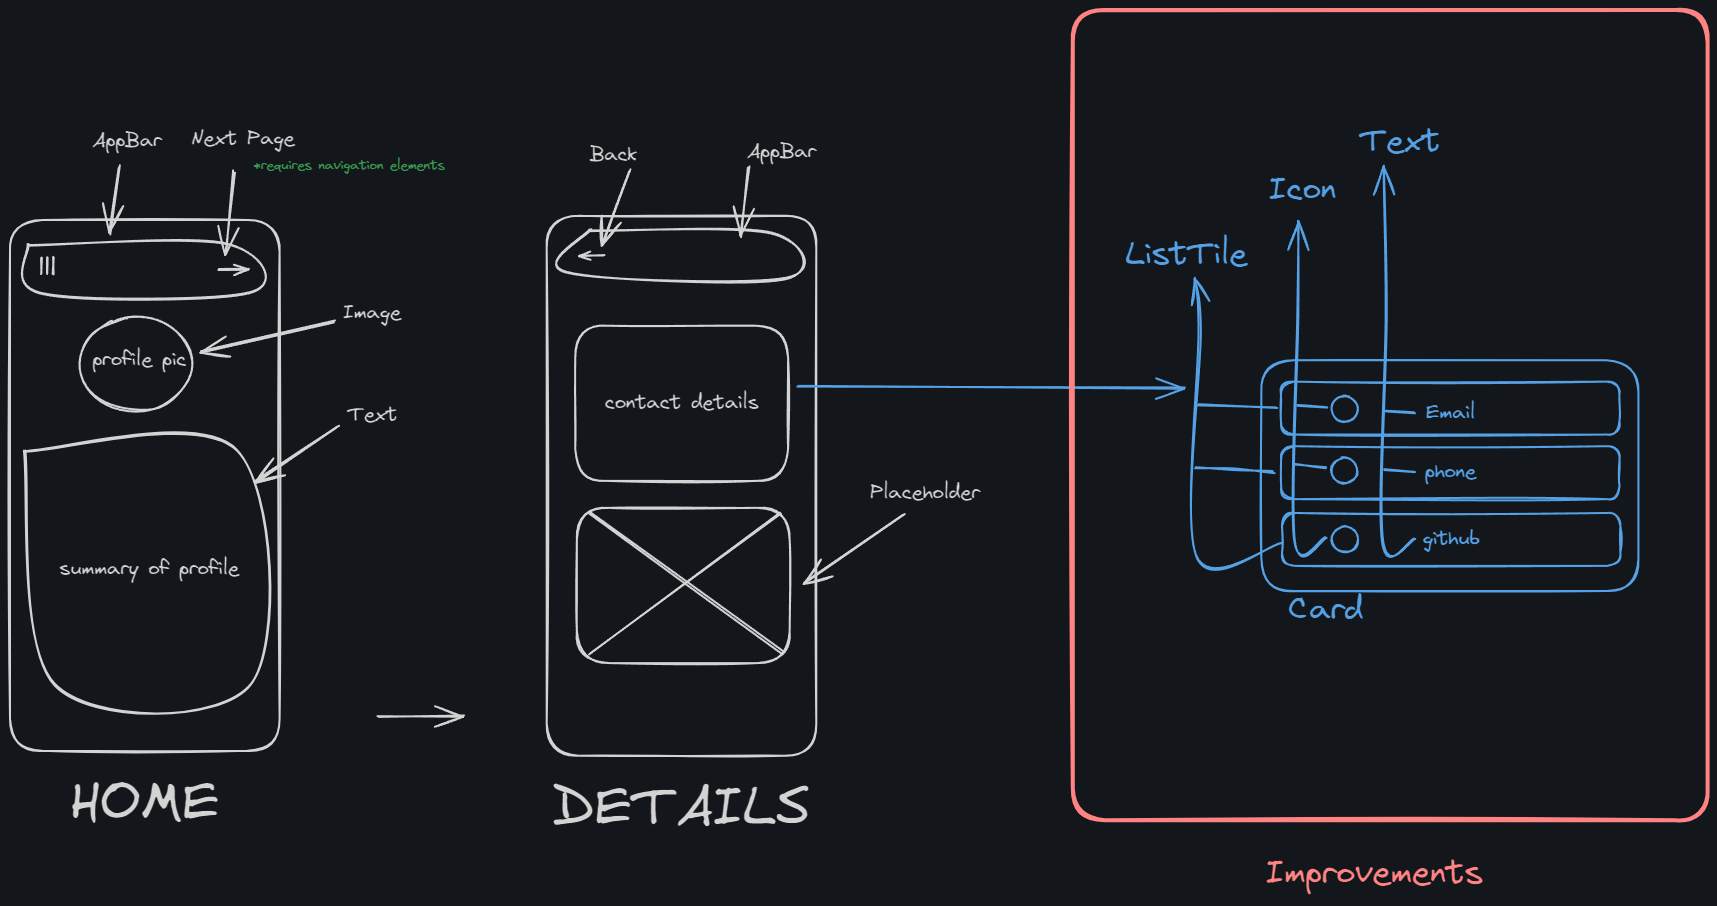 AppBar
Next Page
*requires navigation elements
Image
profile pic
Text
summary of profile
HOME
Back
AppBar
contact details
Placeholder
DETAILS
Text
Icon
ListTile
Email
phone
github
Card
Improvements